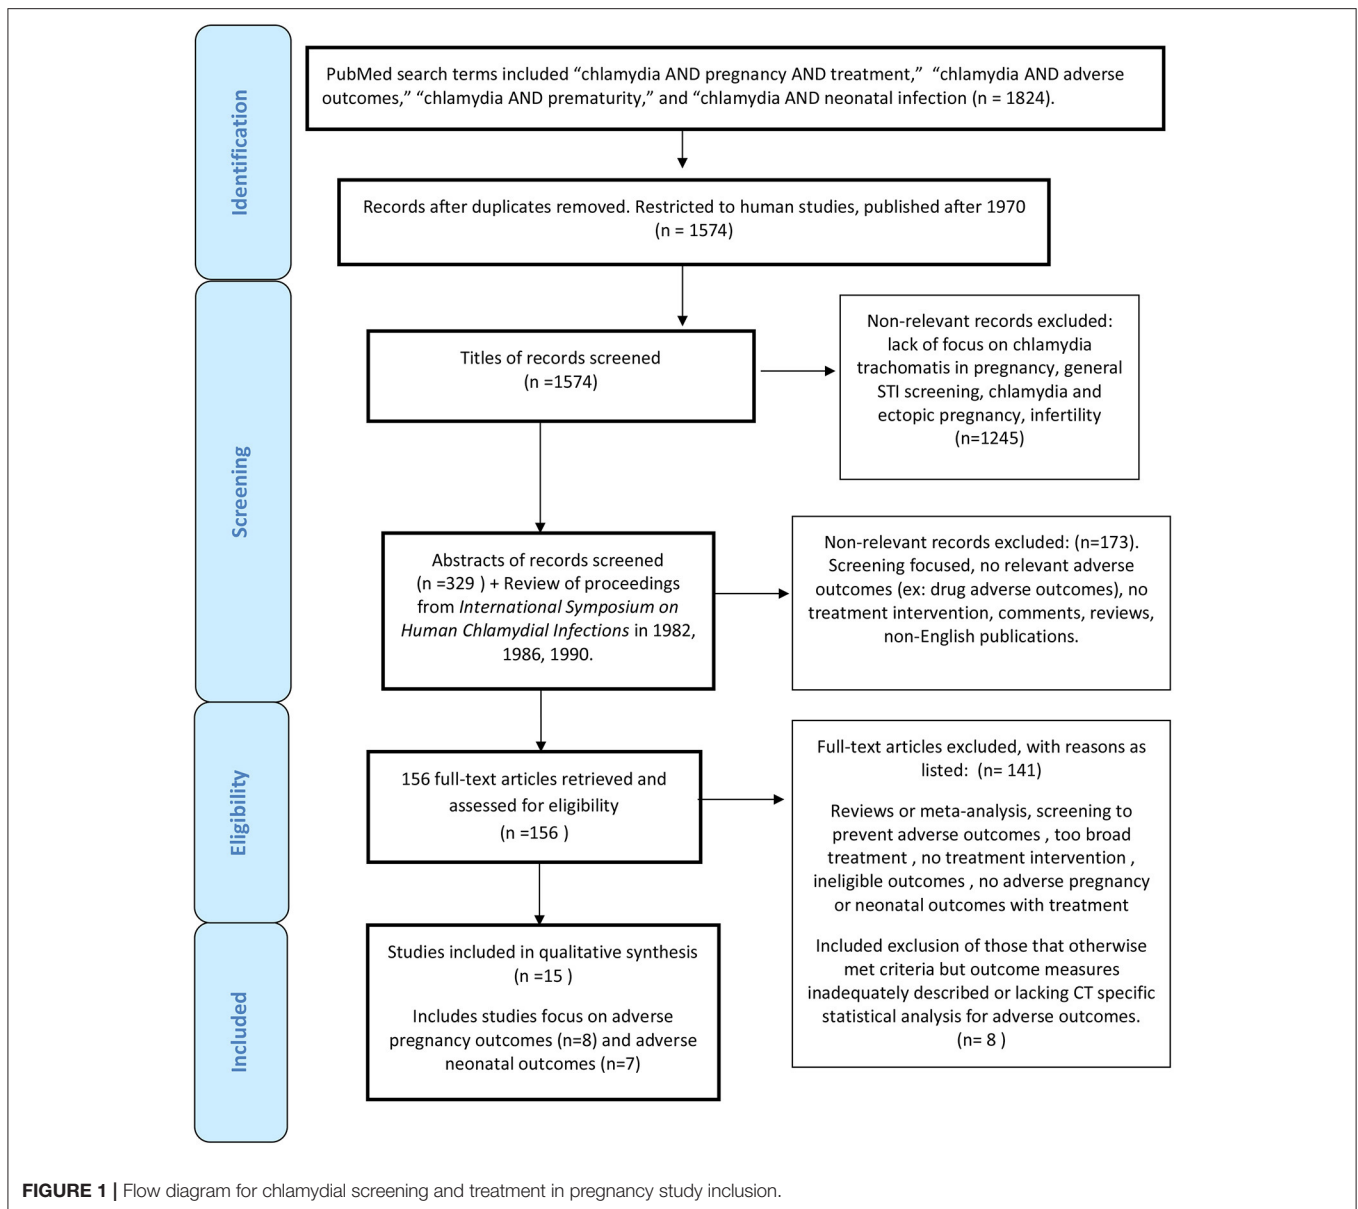 Identification
PubMed search terms included “chlamydia AND pregnancy AND treatment,” “chlamydia AND adverse
outcomes,” “chlamydia AND prematurity,” and “chlamydia AND neonatal infection (n = 1824).
Records after duplicates removed. Restricted to human studies, published after 1970
(n = 1574)
Screening
Titles of records screened
(n =1574)
Non-relevant records excluded:
lack of focus on chlamydia
trachomatis in pregnancy, general
STI screening, chlamydia and
ectopic pregnancy, infertility
(n=1245)
Abstracts of records screened
(n =329 ) + Review of proceedings
from International Symposium on
Human Chlamydial Infections in 1982,
1986, 1990.
Non-relevant records excluded: (n=173).
Screening focused, no relevant adverse
outcomes (ex: drug adverse outcomes), no
treatment intervention, comments, reviews,
non-English publications.
Eligibility
156 full-text articles retrieved and
assessed for eligibility
(n =156 )
Full-text articles excluded, with reasons as
listed: (n= 141)
Reviews or meta-analysis, screening to
prevent adverse outcomes , too broad
treatment , no treatment intervention ,
ineligible outcomes , no adverse pregnancy
or neonatal outcomes with treatment
Included exclusion of those that otherwise
met criteria but outcome measures
inadequately described or lacking CT specific
statistical analysis for adverse outcomes.
(n= 8 )
Included
Studies included in qualitative synthesis
(n =15 )
Includes studies focus on adverse
pregnancy outcomes (n=8) and adverse
neonatal outcomes (n=7)
FIGURE 1 | Flow diagram for chlamydial screening and treatment in pregnancy study inclusion.